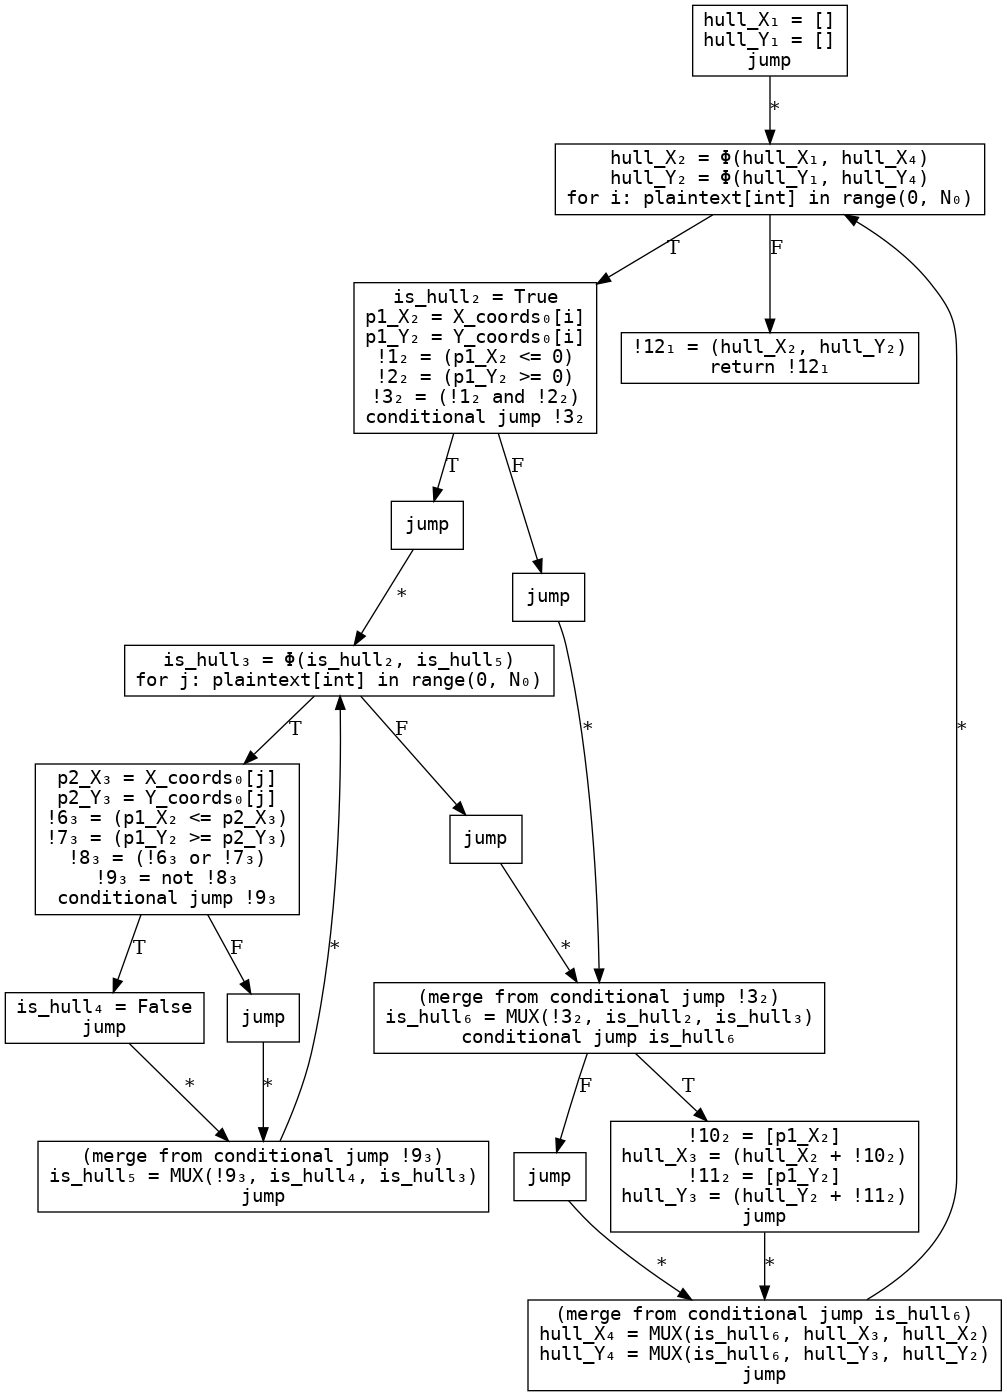 hull_X₁ = []
hull_Y₁ = []
jump
*
hull_X₂ = Φ(hull_X₁, hull_X₄)
hull_Y₂ = Φ(hull_Y₁, hull_Y₄)
for i: plaintext[int] in range(0, N₀)
T
F
is_hull₂ = True
p1_X₂ = X_coords₀[i]
p1_Y₂ = Y_coords₀[i]
!1₂ = (p1_X₂ <= 0)
!2₂ = (p1_Y₂ >= 0)
!3₂ = (!1₂ and !2₂)
conditional jump !3₂
!12₁ = (hull_X₂, hull_Y₂)
return !12₁
T
F
jump
jump
*
is_hull₃ = Φ(is_hull₂, is_hull₅)
for j: plaintext[int] in range(0, N₀)
T
F
*
*
p2_X₃ = X_coords₀[j]
p2_Y₃ = Y_coords₀[j]
!6₃ = (p1_X₂ <= p2_X₃)
!7₃ = (p1_Y₂ >= p2_Y₃)
!8₃ = (!6₃ or !7₃)
!9₃ = not !8₃
conditional jump !9₃
jump
T
F
*
*
is_hull₄ = False
jump
jump
(merge from conditional jump !3₂)
is_hull₆ = MUX(!3₂, is_hull₂, is_hull₃)
conditional jump is_hull₆
*
*
F
T
(merge from conditional jump !9₃)
is_hull₅ = MUX(!9₃, is_hull₄, is_hull₃)
jump
jump
!10₂ = [p1_X₂]
hull_X₃ = (hull_X₂ + !10₂)
!11₂ = [p1_Y₂]
hull_Y₃ = (hull_Y₂ + !11₂)
jump
*
*
(merge from conditional jump is_hull₆)
hull_X₄ = MUX(is_hull₆, hull_X₃, hull_X₂)
hull_Y₄ = MUX(is_hull₆, hull_Y₃, hull_Y₂)
jump